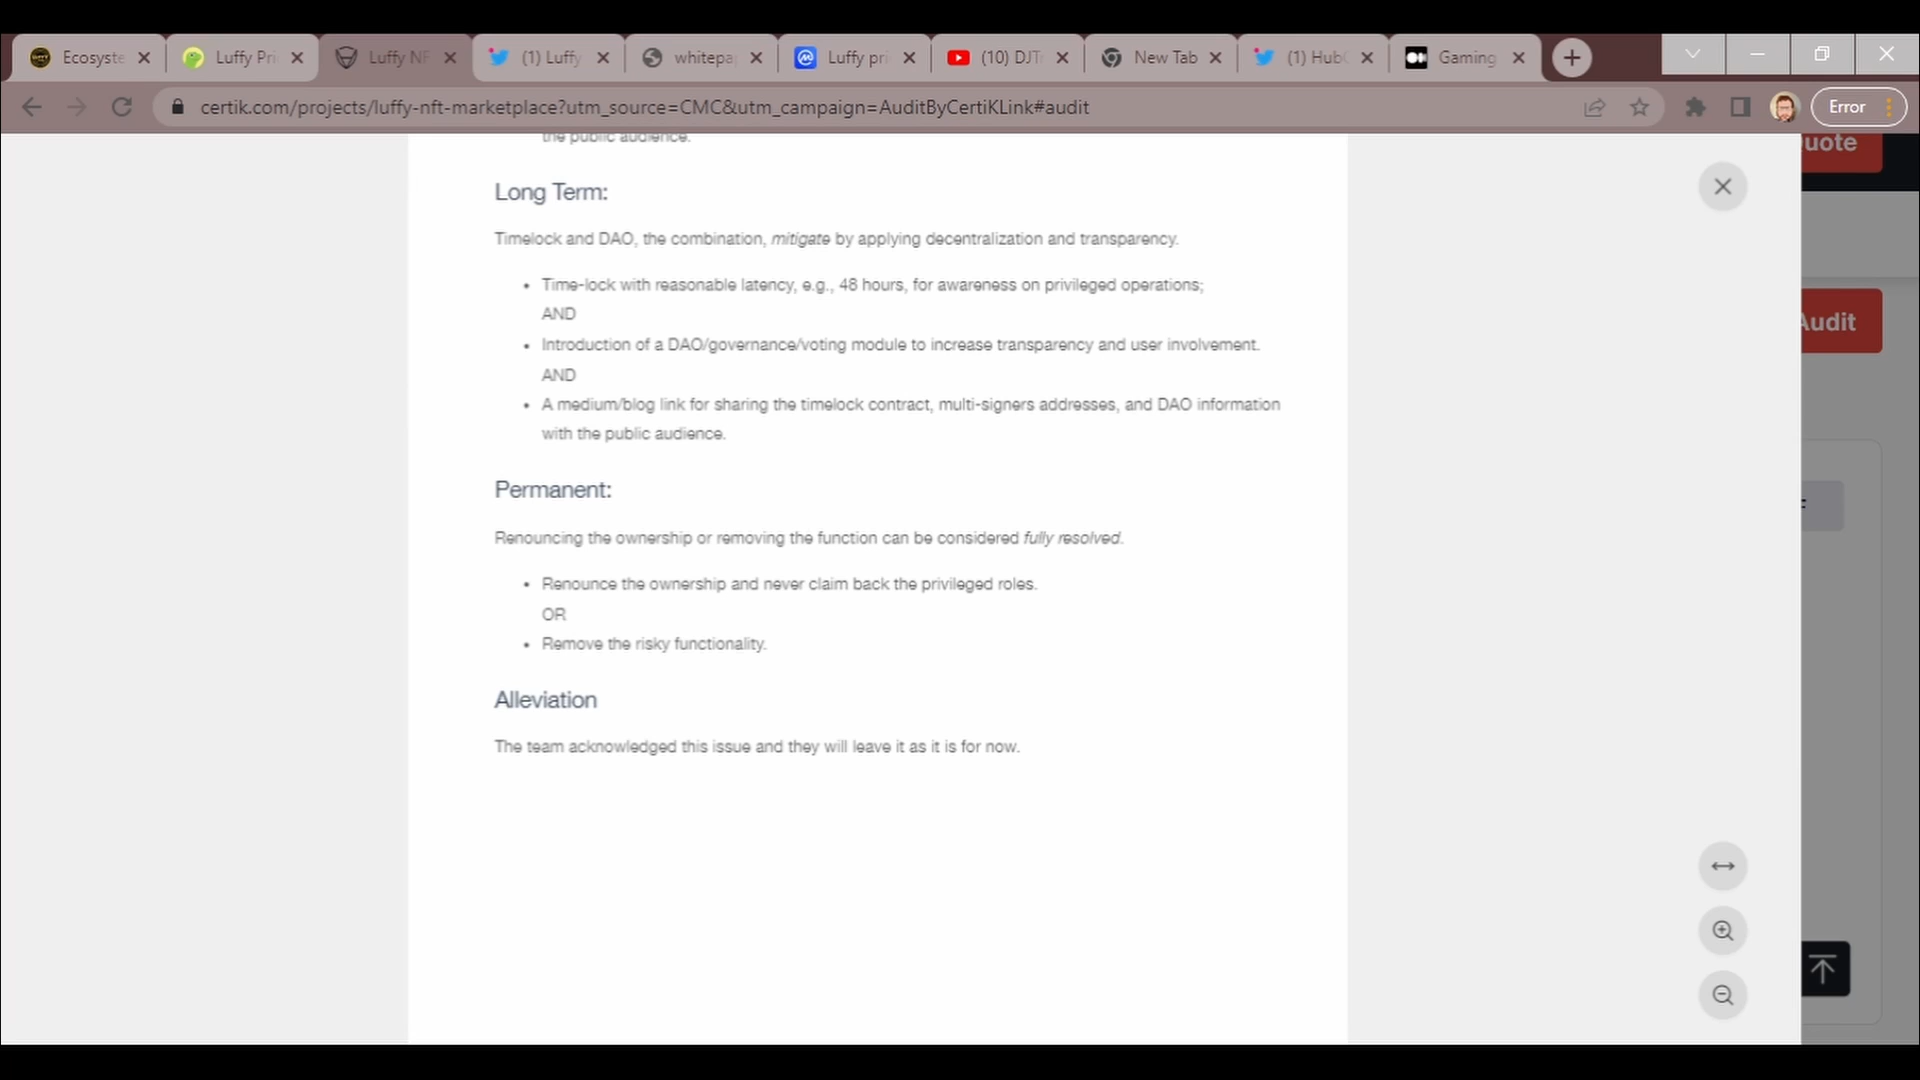 Ecosyste
Luffy Pri
Luffy NF
(1) Luffy
whitepa
Luffy pri
(10) DJT
New Tab
(1) Hub
Gaming
certik.com/projects/luffy-nft-marketplace?utm_source=CMC&utm_campaign=AuditByCertiKLink#audit
Error
the public audience.
uote
Long Term:
Timelock and DAO, the combination, mitigate by applying decentralization and transparency.
• Time-lock with reasonable latency, e.g., 48 hours, for awareness on privileged operations;
AND
Audit
• Introduction of a DAO/governance/voting module to increase transparency and user involvement.
AND
• A medium/blog link for sharing the timelock contract, multi-signers addresses, and DAO information
with the public audience.
Permanent:
Renouncing the ownership or removing the function can be considered fully resolved.
• Renounce the ownership and never claim back the privileged roles.
OR
• Remove the risky functionality.
Alleviation
The team acknowledged this issue and they will leave it as it is for now.